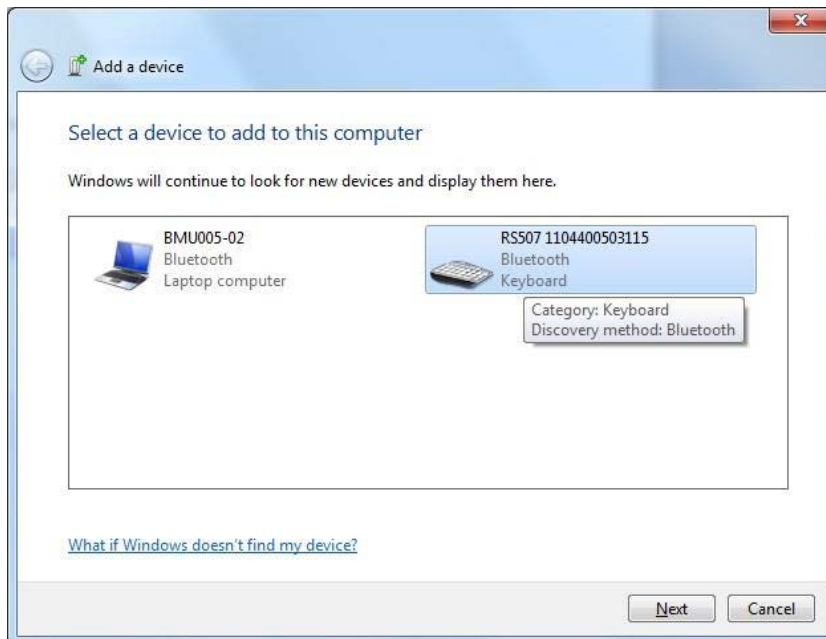 Add a device
Select a device to add to this computer
Windows will continue to look for new devices and display them here.
BMU005-02
Bluetooth
Laptop computer
RS507 1104400503115
Bluetooth
Keyboard
Category: Keyboard
Discovery method: Bluetooth
What if Windows doesn't find my device?
Next
Cancel